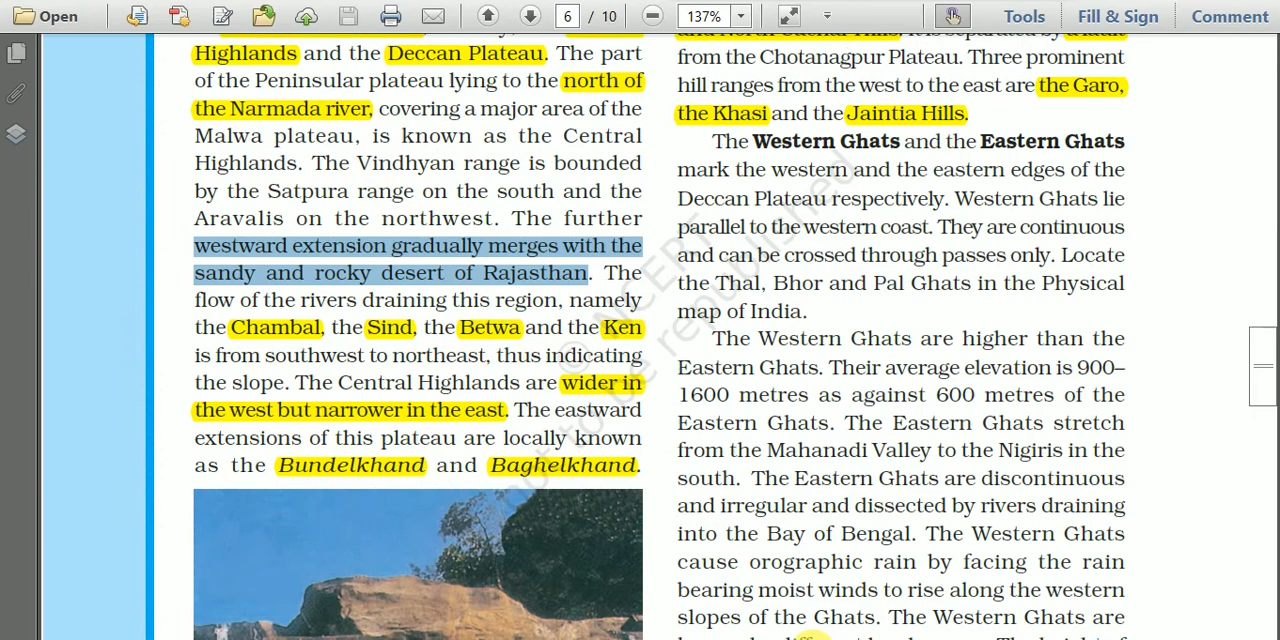 Open
6 / 10
137%
Tools
Fill & Sign
Comment
Highlands and the Deccan Plateau. The part
of the Peninsular plateau lying to the north of
the Narmada river, covering a major area of the
Malwa plateau, is known as the Central
Highlands. The Vindhyan range is bounded
by the Satpura range on the south and the
Aravalis on the northwest. The further
westward extension gradually merges with the
sandy and rocky desert of Rajasthan. The
flow of the rivers draining this region, namely
the Chambal, the Sind, the Betwa and the Ken
is from southwest to northeast, thus indicating
the slope. The Central Highlands are wider in
the west but narrower in the east. The eastward
extensions of this plateau are locally known
as the Bundelkhand and Baghelkhand.
and North Cachar Hills. It is separated by a fault
from the Chotanagpur Plateau. Three prominent
hill ranges from the west to the east are the Garo,
the Khasi and the Jaintia Hills.
The Western Ghats and the Eastern Ghats
mark the western and the eastern edges of the
Deccan Plateau respectively. Western Ghats lie
parallel to the western coast. They are continuous
and can be crossed through passes only. Locate
the Thal, Bhor and Pal Ghats in the Physical
map of India.
The Western Ghats are higher than the
Eastern Ghats. Their average elevation is 900–
1600 metres as against 600 metres of the
Eastern Ghats. The Eastern Ghats stretch
from the Mahanadi Valley to the Nigiris in the
south. The Eastern Ghats are discontinuous
and irregular and dissected by rivers draining
into the Bay of Bengal. The Western Ghats
cause orographic rain by facing the rain
bearing moist winds to rise along the western
slopes of the Ghats. The Western Ghats are
© NCERT
not to be republished